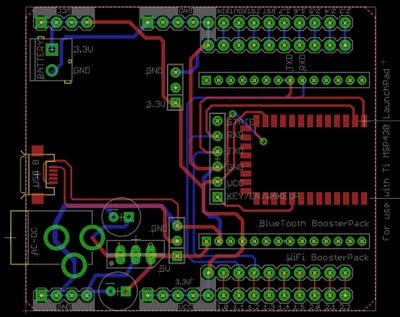 GND
BATTERY
3.3V
GND
GND
3.3V
TXD
RXD
STATE
RXD
TXD
GND
VCC
KEY/EN/WAKEUP
USB B
AC-DC
5V
BlueTooth BoosterPack
WiFi BoosterPack
3.3V
For use with Ti MSP430 LaunchPad